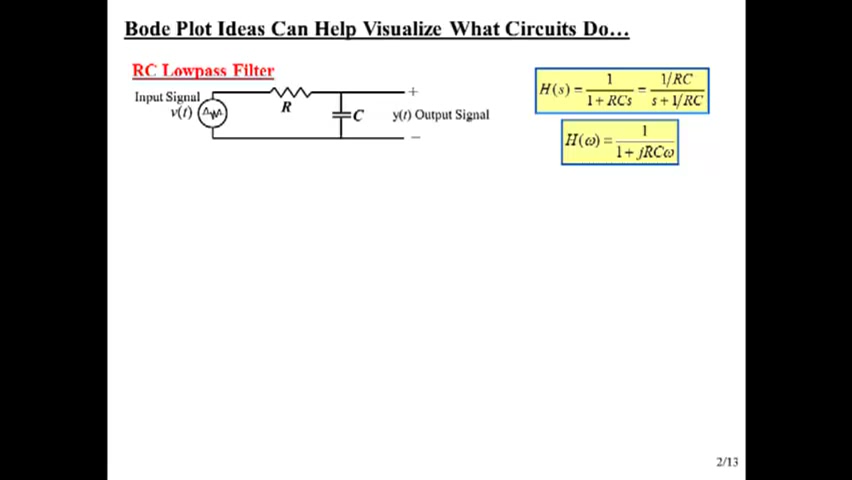 Bode Plot Ideas Can Help Visualize What Circuits Do…
RC Lowpass Filter
Input Signal
v(t)
R
C
+
y(t) Output Signal
−
H(s) = 1/(1 + RCs) = (1/RC)/(s + 1/RC)
H(ω) = 1/(1 + jRCω)
2/13